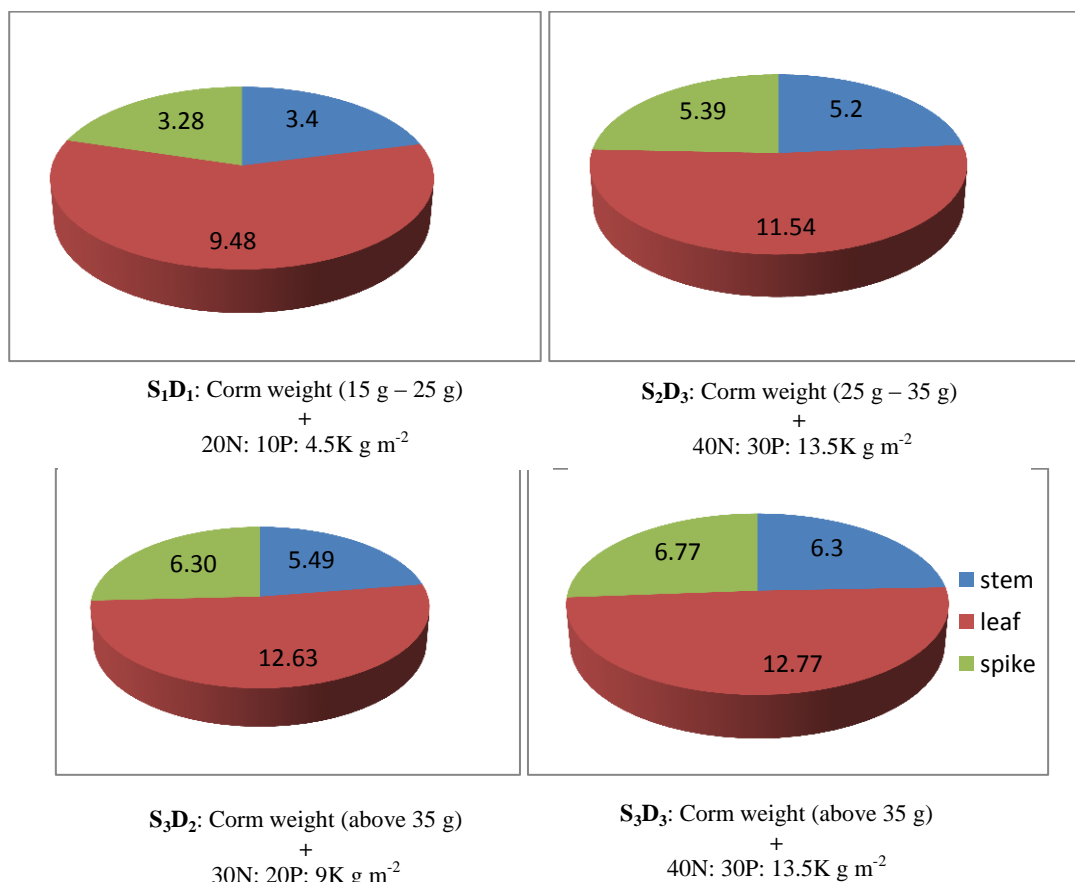 3.28
3.4
9.48
5.39
5.2
11.54
S₁D₁: Corm weight (15 g – 25 g)
+
20N: 10P: 4.5K g m⁻²
S₂D₃: Corm weight (25 g – 35 g)
+
40N: 30P: 13.5K g m⁻²
6.30
5.49
12.63
6.77
6.3
12.77
stem
leaf
spike
S₃D₂: Corm weight (above 35 g)
+
30N: 20P: 9K g m⁻²
S₃D₃: Corm weight (above 35 g)
+
40N: 30P: 13.5K g m⁻²